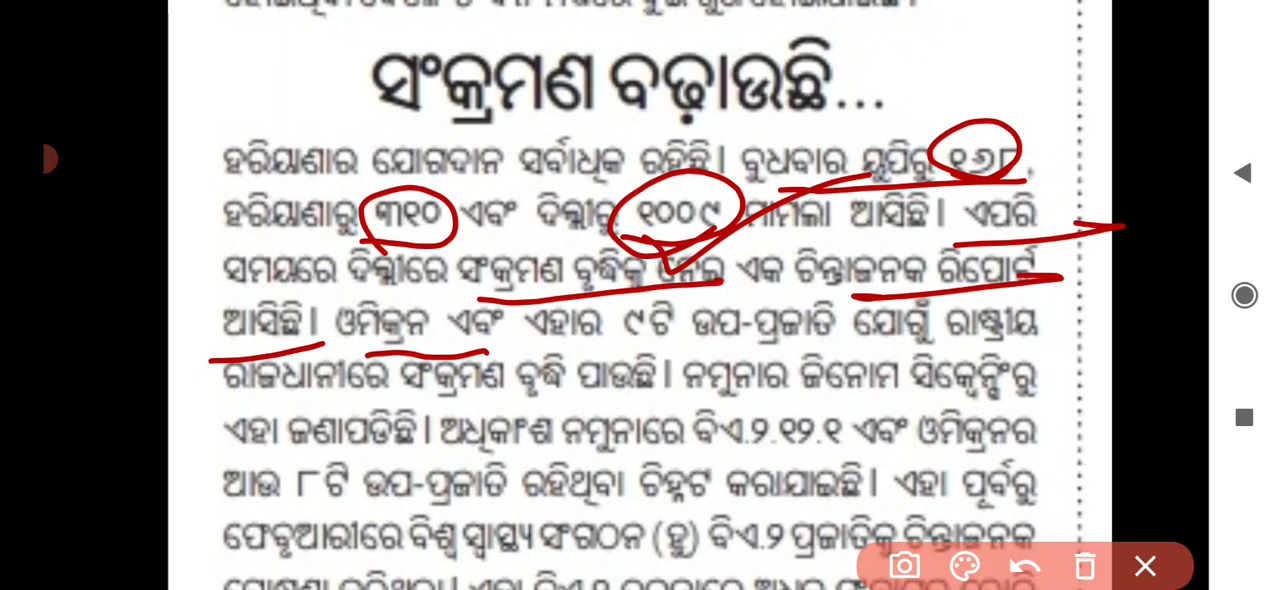 ସଂକ୍ରମଣ ବଢ଼ାଉଛି...
ହରିୟାଣାର ଯୋଗଦାନ ସର୍ବାଧିକ ରହିଛି। ବୁଧବାର ୟୁପିରୁ ୧୬୮,
ହରିୟାଣାରୁ ୩୧୦ ଏବଂ ଦିଲ୍ଲୀରୁ ୧୦୦୯ ମାମଲା ଆସିଛି। ଏପରି
ସମୟରେ ଦିଲ୍ଲୀରେ ସଂକ୍ରମଣ ବୃଦ୍ଧିକୁ ନେଇ ଏକ ଚିନ୍ତାଜନକ ରିପୋର୍ଟ
ଆସିଛି। ଓମିକ୍ରନ ଏବଂ ଏହାର ୯ଟି ଉପ-ପ୍ରଜାତି ଯୋଗୁଁ ରାଷ୍ଟ୍ରୀୟ
ରାଜଧାନୀରେ ସଂକ୍ରମଣ ବୃଦ୍ଧି ପାଉଛି। ନମୁନାର ଜିନୋମ ସିକ୍ୱେନ୍ସିଂରୁ
ଏହା ଜଣାପଡିଛି। ଅଧିକାଂଶ ନମୁନାରେ ବିଏ.୨.୧୨.୧ ଏବଂ ଓମିକ୍ରନର
ଆଉ ୮ଟି ଉପ-ପ୍ରଜାତି ରହିଥିବା ଚିହ୍ନଟ କରାଯାଇଛି। ଏହା ପୂର୍ବରୁ
ଫେବୃଆରୀରେ ବିଶ୍ୱ ସ୍ୱାସ୍ଥ୍ୟ ସଂଗଠନ (ହୁ) ବିଏ.୨ ପ୍ରଜାତିକୁ ଚିନ୍ତାଜନକ